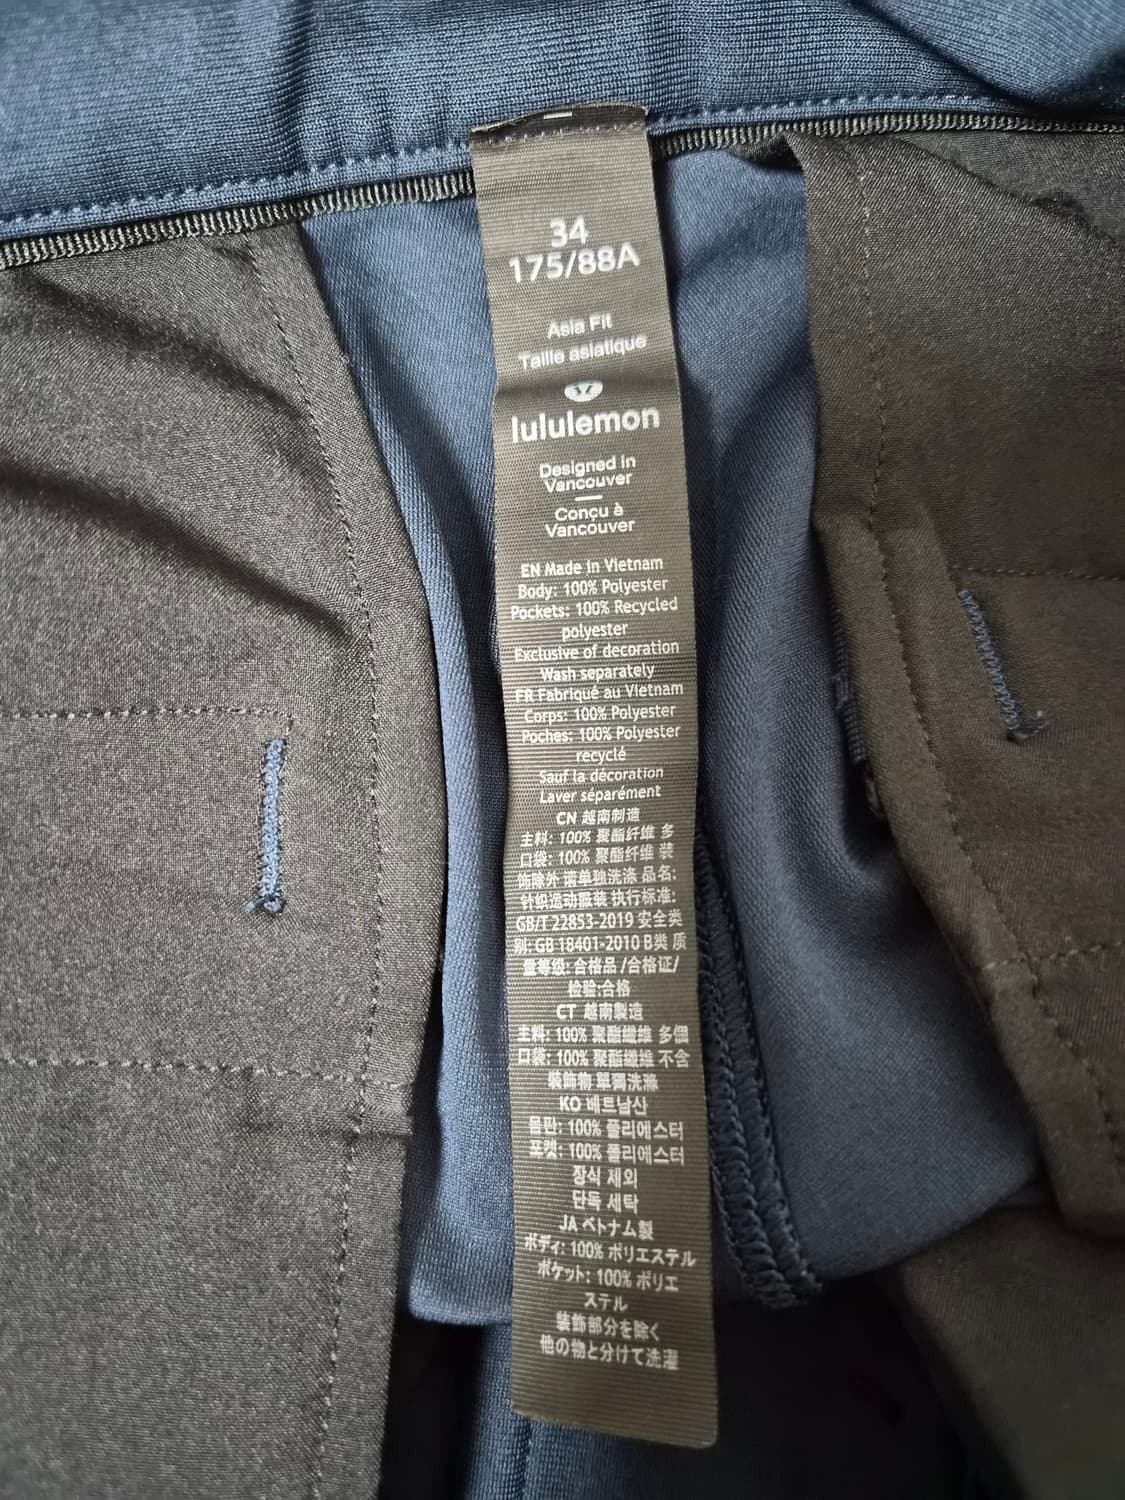 34
175/88A
Asia Fit
Taille asiatique
lululemon
Designed in
Vancouver
Conçu à
Vancouver
EN Made in Vietnam
Body: 100% Polyester
Pockets: 100% Recycled
polyester
Exclusive of decoration
Wash separately
FR Fabriqué au Vietnam
Corps: 100% Polyester
Poches: 100% Polyester
recyclé
Sauf la décoration
Laver séparément
CN 越南制造
主料: 100% 聚酯纤维 多
口袋: 100% 聚酯纤维 装
饰除外 需单独洗涤 品名:
针织运动服装 执行标准:
GB/T 22853-2019 安全类
别: GB 18401-2010 B类 质
量等级: 合格品 /合格证/
检验:合格
CT 越南製造
主料: 100% 聚酯纖维 多個
口袋: 100% 聚酯纖维 不含
裝飾物 單獨洗滌
KO 베트남산
몸판: 100% 폴리에스터
포켓: 100% 폴리에스터
장식 제외
단독 세탁
JA ベトナム製
ボディ: 100% ポリエステル
ポケット: 100% ポリエ
ステル
装飾部分を除く
他の物と分けて洗濯